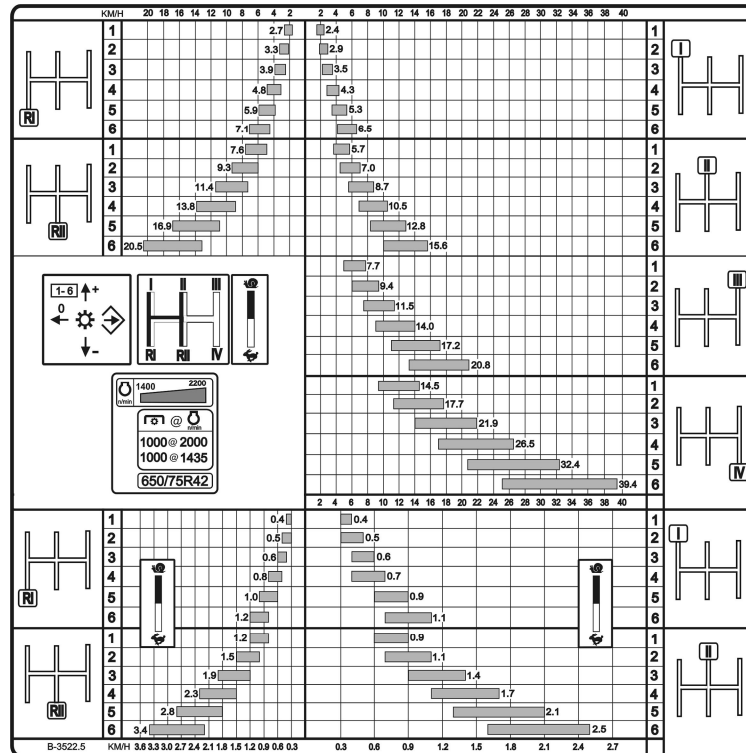 KM/H 20 18 16 14 12 10 8 6 4 2 2 4 6 8 10 12 14 16 18 20 22 24 26 28 30 32 34 36 38 40
1 2.7 2.4 1
2 3.3 2.9 2 I
3 3.9 3.5 3
4 4.8 4.3 4
5 5.9 5.3 5
RI
6 7.1 6.5 6
1 7.6 5.7 1
2 9.3 7.0 2 II
3 11.4 8.7 3
4 13.8 10.5 4
5 16.9 12.8 5
RII
6 20.5 15.6 6
7.7 1
9.4 2 III
11.5 3
14.0 4
17.2 5
20.8 6
I II III
1-6 +
0
-
RI RII IV
14.5 1
17.7 2
21.9 3
26.5 4
32.4 5
IV
39.4 6
1400 2200
n/min
@ n/min
1000 @ 2000
1000 @ 1435
650/75R42
2 4 6 8 10 12 14 16 18 20 22 24 26 28 30 32 34 36 38 40
1 0.4 0.4 1
2 0.5 0.5 2 I
3 0.6 0.6 3
4 0.8 0.7 4
5 1.0 0.9 5
RI
6 1.2 1.1 6
1 1.2 0.9 1
2 1.5 1.1 2 II
3 1.9 1.4 3
4 2.3 1.7 4
5 2.8 2.1 5
RII
6 3,4 2.5 6
B-3522.5 KM/H 3.6 3.3 3.0 2.7 2.4 2.1 1.8 1.5 1.2 0.9 0.6 0.3 0.3 0.6 0.9 1.2 1.5 1.8 2.1 2.4 2.7